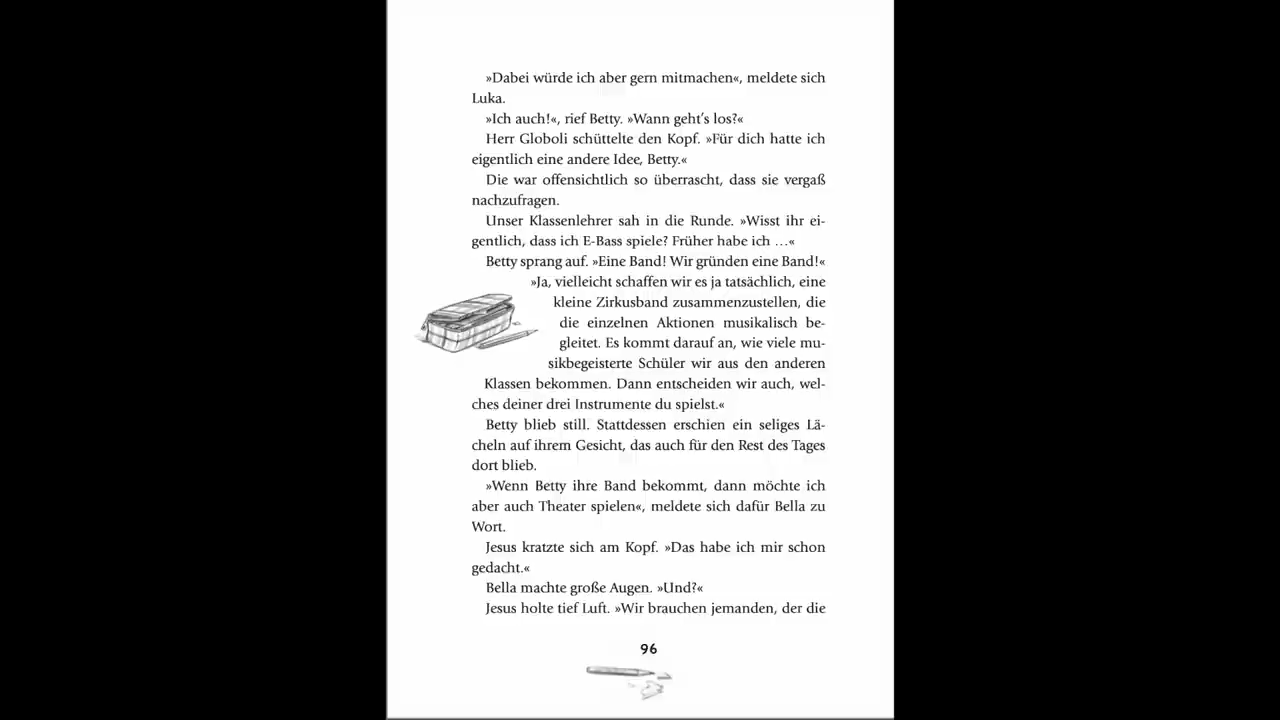 »Dabei würde ich aber gern mitmachen«, meldete sich
Luka.
»Ich auch!«, rief Betty. »Wann geht’s los?«
Herr Globoli schüttelte den Kopf. »Für dich hatte ich
eigentlich eine andere Idee, Betty.«
Die war offensichtlich so überrascht, dass sie vergaß
nachzufragen.
Unser Klassenlehrer sah in die Runde. »Wisst ihr ei-
gentlich, dass ich E-Bass spiele? Früher habe ich …«
Betty sprang auf. »Eine Band! Wir gründen eine Band!«
»Ja, vielleicht schaffen wir es ja tatsächlich, eine
kleine Zirkusband zusammenzustellen, die
die einzelnen Aktionen musikalisch be-
gleitet. Es kommt darauf an, wie viele mu-
sikbegeisterte Schüler wir aus den anderen
Klassen bekommen. Dann entscheiden wir auch, wel-
ches deiner drei Instrumente du spielst.«
Betty blieb still. Stattdessen erschien ein seliges Lä-
cheln auf ihrem Gesicht, das auch für den Rest des Tages
dort blieb.
»Wenn Betty ihre Band bekommt, dann möchte ich
aber auch Theater spielen«, meldete sich dafür Bella zu
Wort.
Jesus kratzte sich am Kopf. »Das habe ich mir schon
gedacht.«
Bella machte große Augen. »Und?«
Jesus holte tief Luft. »Wir brauchen jemanden, der die
96